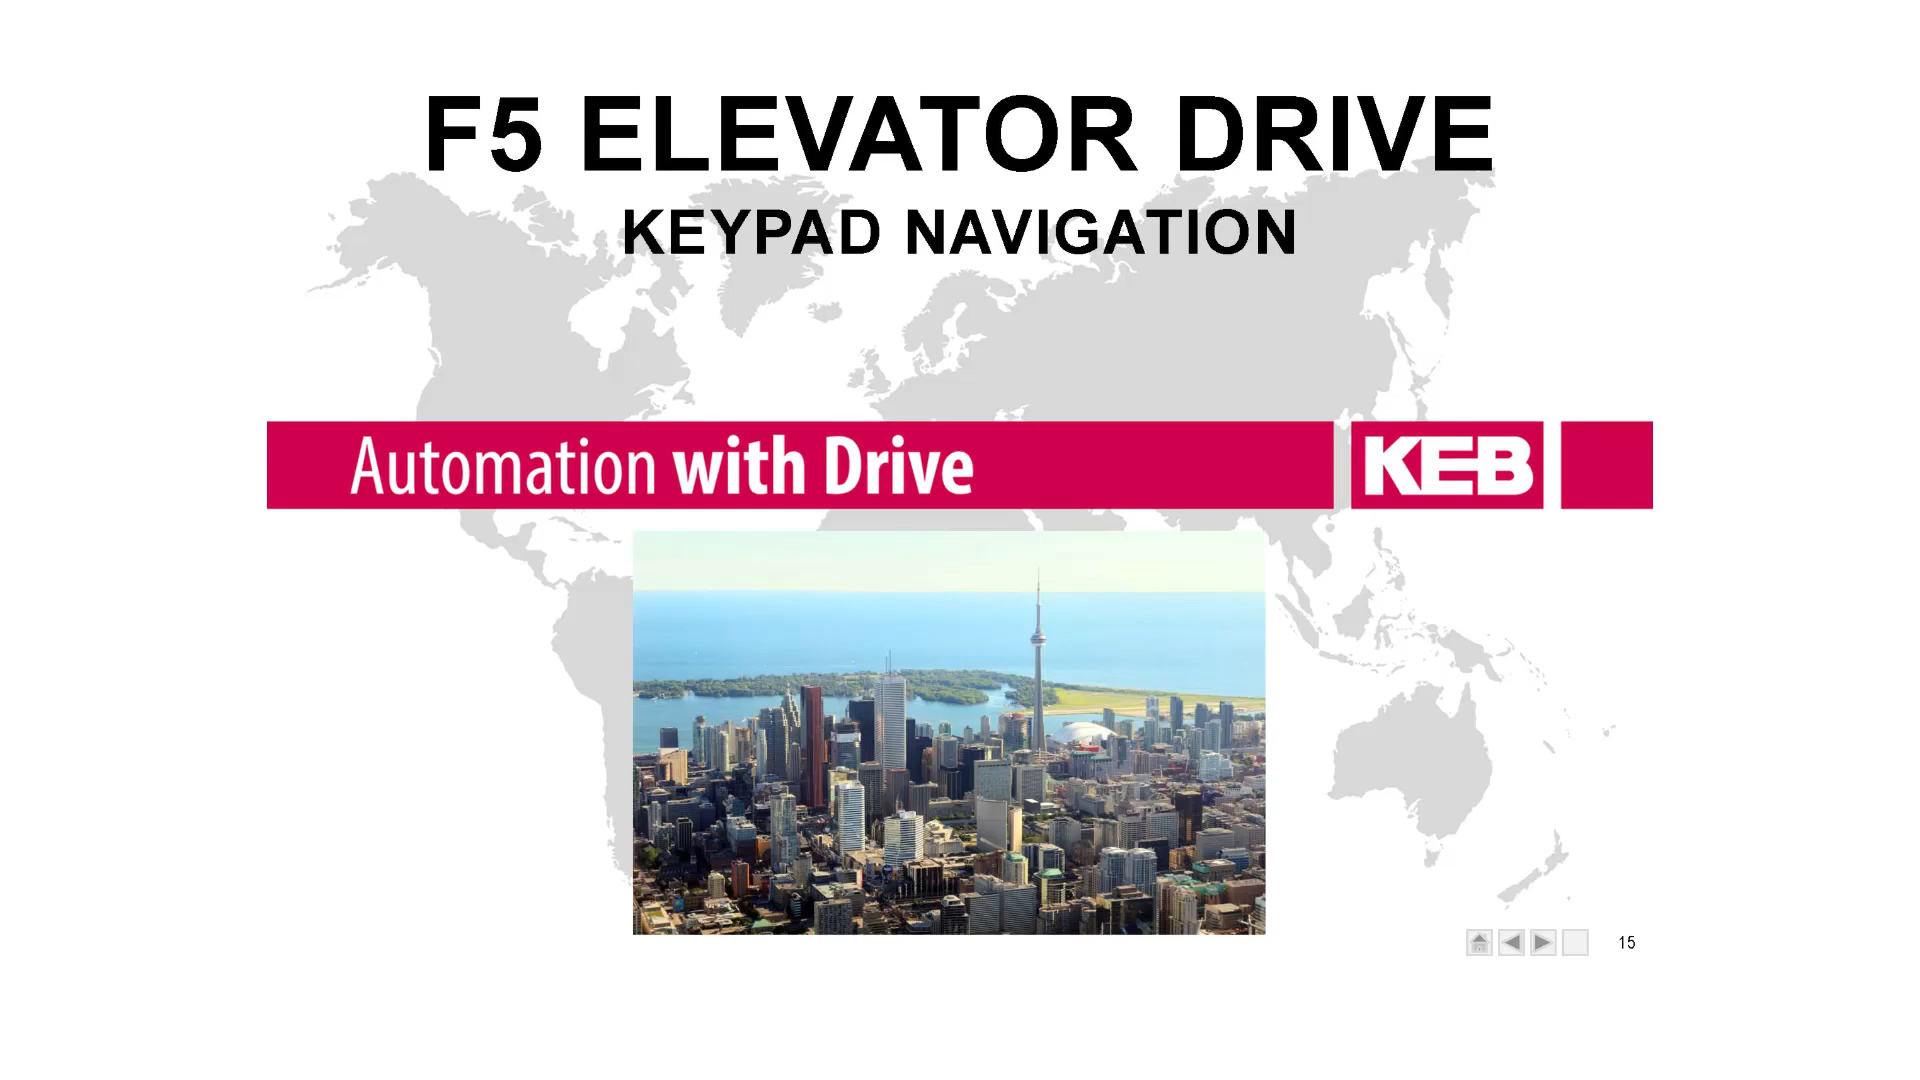 F5 ELEVATOR DRIVE
KEYPAD NAVIGATION
Automation with Drive
KEB
15